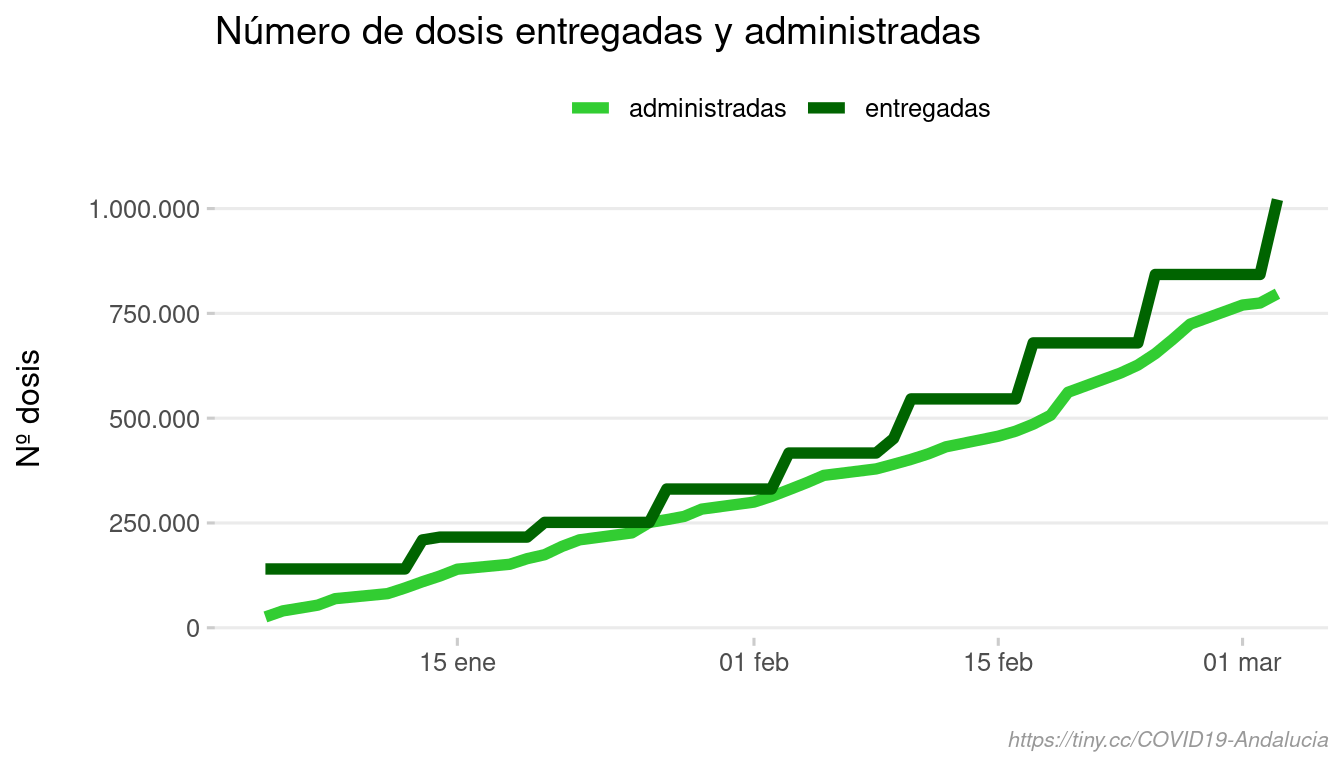 Número de dosis entregadas y administradas
administradas entregadas
1.000.000
750.000
500.000
250.000
0
Nº dosis
15 ene 01 feb 15 feb 01 mar
https://tiny.cc/COVID19-Andalucia